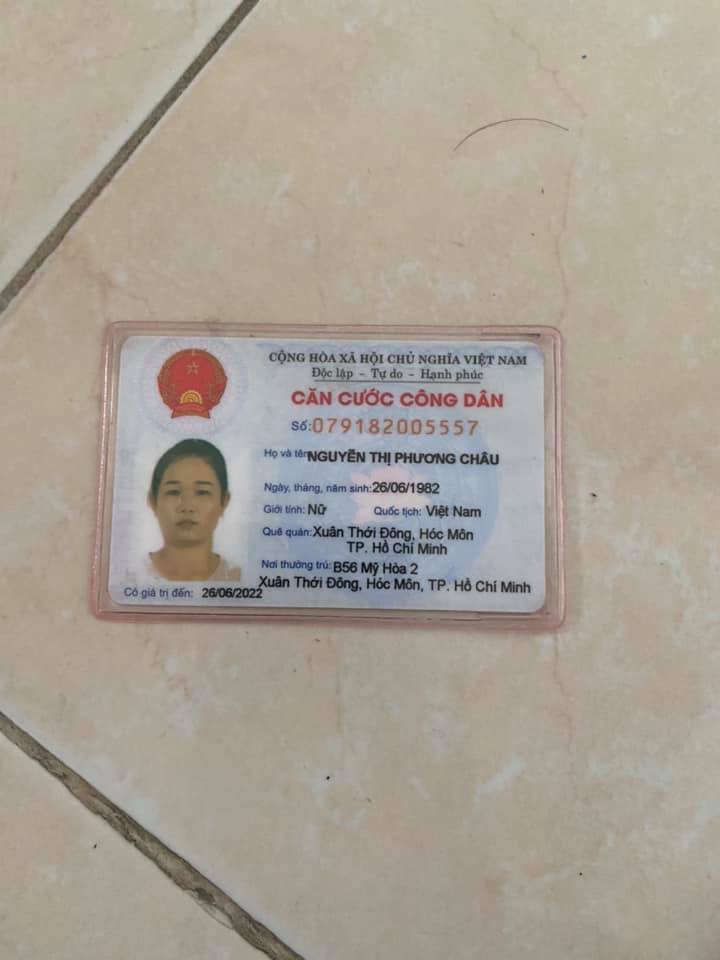 CỘNG HÒA XÃ HỘI CHỦ NGHĨA VIỆT NAM
Độc lập - Tự do - Hạnh phúc
CĂN CƯỚC CÔNG DÂN
Số: 079182005557
Họ và tên NGUYỄN THỊ PHƯƠNG CHÂU
Ngày, tháng, năm sinh: 26/06/1982
Giới tính: Nữ Quốc tịch: Việt Nam
Quê quán: Xuân Thới Đông, Hóc Môn
TP. Hồ Chí Minh
Nơi thường trú: B56 Mỹ Hòa 2
Xuân Thới Đông, Hóc Môn, TP. Hồ Chí Minh
Có giá trị đến: 26/06/2022